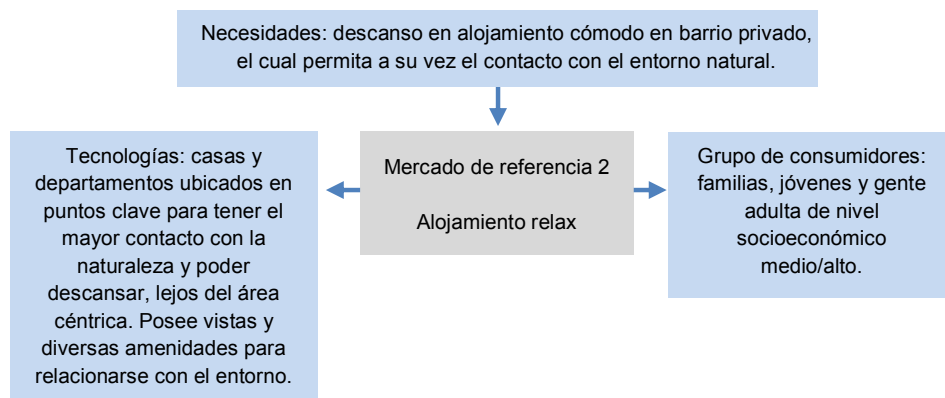 Necesidades: descanso en alojamiento cómodo en barrio privado,
el cual permita a su vez el contacto con el entorno natural.
Tecnologías: casas y
departamentos ubicados en
puntos clave para tener el
mayor contacto con la
naturaleza y poder
descansar, lejos del área
céntrica. Posee vistas y
diversas amenidades para
relacionarse con el entorno.
Mercado de referencia 2
Alojamiento relax
Grupo de consumidores:
familias, jóvenes y gente
adulta de nivel
socioeconómico
medio/alto.